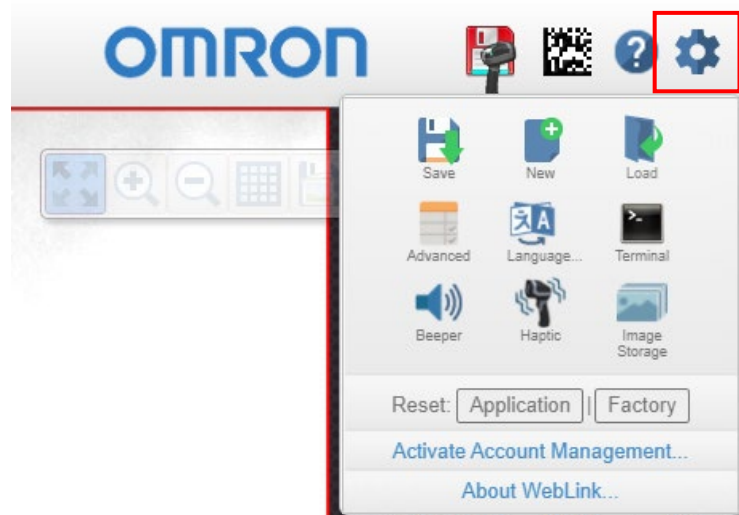 OMRON
?
Save New Load
A
>_
Advanced Language... Terminal
Beeper Haptic Image
Storage
Reset: Application | Factory
Activate Account Management...
About WebLink...